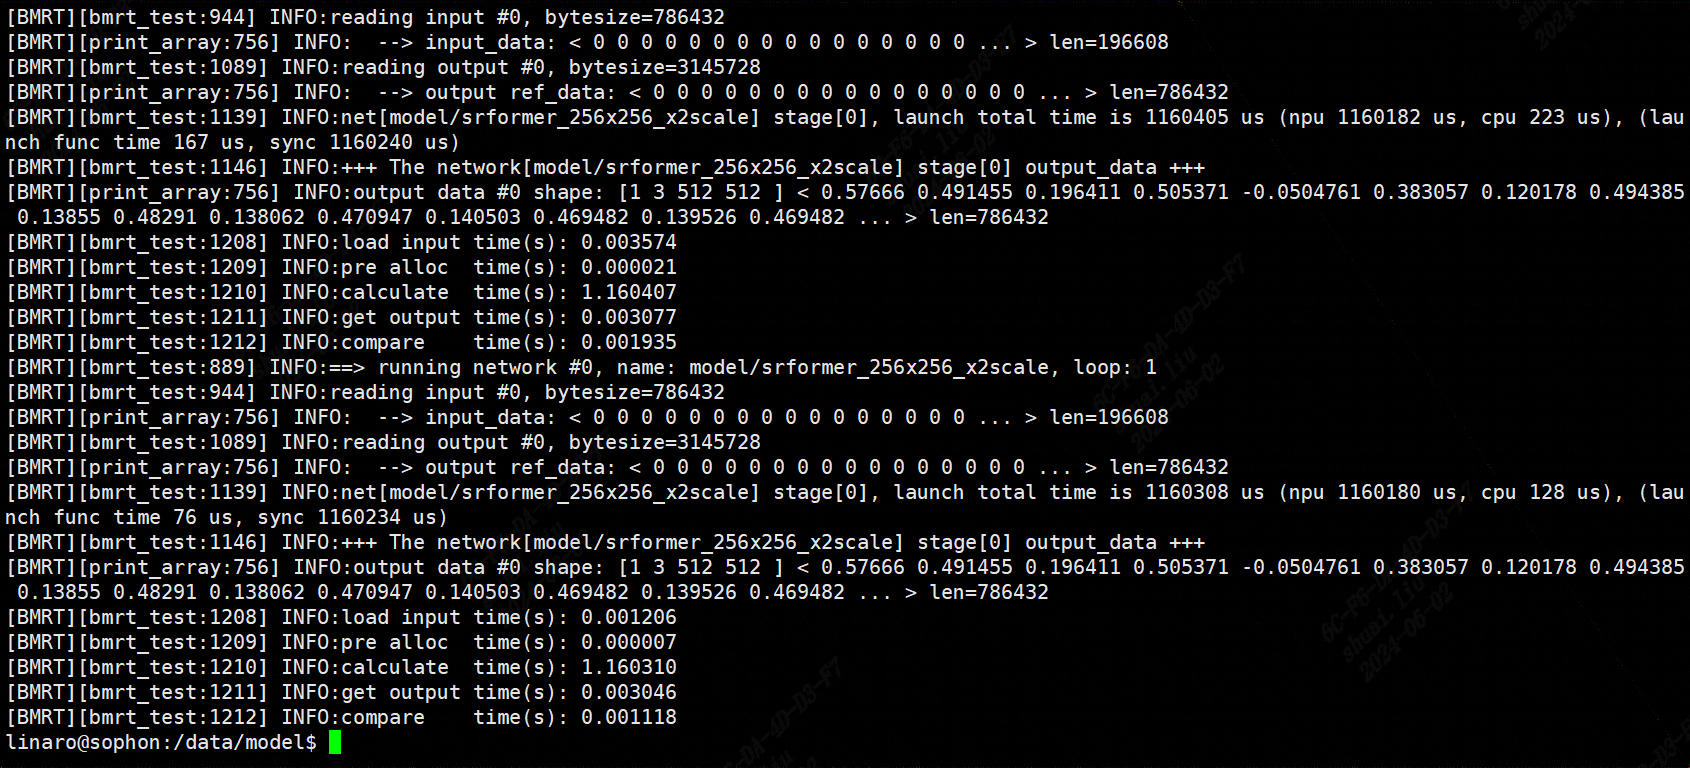 [BMRT][bmrt_test:944] INFO:reading input #0, bytesize=786432
[BMRT][print_array:756] INFO:  --> input_data: < 0 0 0 0 0 0 0 0 0 0 0 0 0 0 0 0 ... > len=196608
[BMRT][bmrt_test:1089] INFO:reading output #0, bytesize=3145728
[BMRT][print_array:756] INFO:  --> output ref_data: < 0 0 0 0 0 0 0 0 0 0 0 0 0 0 0 0 ... > len=786432
[BMRT][bmrt_test:1139] INFO:net[model/srformer_256x256_x2scale] stage[0], launch total time is 1160405 us (npu 1160182 us, cpu 223 us), (lau
nch func time 167 us, sync 1160240 us)
[BMRT][bmrt_test:1146] INFO:+++ The network[model/srformer_256x256_x2scale] stage[0] output_data +++
[BMRT][print_array:756] INFO:output data #0 shape: [1 3 512 512 ] < 0.57666 0.491455 0.196411 0.505371 -0.0504761 0.383057 0.120178 0.494385
 0.13855 0.48291 0.138062 0.470947 0.140503 0.469482 0.139526 0.469482 ... > len=786432
[BMRT][bmrt_test:1208] INFO:load input time(s): 0.003574
[BMRT][bmrt_test:1209] INFO:pre alloc  time(s): 0.000021
[BMRT][bmrt_test:1210] INFO:calculate  time(s): 1.160407
[BMRT][bmrt_test:1211] INFO:get output time(s): 0.003077
[BMRT][bmrt_test:1212] INFO:compare    time(s): 0.001935
[BMRT][bmrt_test:889] INFO:==> running network #0, name: model/srformer_256x256_x2scale, loop: 1
[BMRT][bmrt_test:944] INFO:reading input #0, bytesize=786432
[BMRT][print_array:756] INFO:  --> input_data: < 0 0 0 0 0 0 0 0 0 0 0 0 0 0 0 0 ... > len=196608
[BMRT][bmrt_test:1089] INFO:reading output #0, bytesize=3145728
[BMRT][print_array:756] INFO:  --> output ref_data: < 0 0 0 0 0 0 0 0 0 0 0 0 0 0 0 0 ... > len=786432
[BMRT][bmrt_test:1139] INFO:net[model/srformer_256x256_x2scale] stage[0], launch total time is 1160308 us (npu 1160180 us, cpu 128 us), (lau
nch func time 76 us, sync 1160234 us)
[BMRT][bmrt_test:1146] INFO:+++ The network[model/srformer_256x256_x2scale] stage[0] output_data +++
[BMRT][print_array:756] INFO:output data #0 shape: [1 3 512 512 ] < 0.57666 0.491455 0.196411 0.505371 -0.0504761 0.383057 0.120178 0.494385
 0.13855 0.48291 0.138062 0.470947 0.140503 0.469482 0.139526 0.469482 ... > len=786432
[BMRT][bmrt_test:1208] INFO:load input time(s): 0.001206
[BMRT][bmrt_test:1209] INFO:pre alloc  time(s): 0.000007
[BMRT][bmrt_test:1210] INFO:calculate  time(s): 1.160310
[BMRT][bmrt_test:1211] INFO:get output time(s): 0.003046
[BMRT][bmrt_test:1212] INFO:compare    time(s): 0.001118
linaro@sophon:/data/model$